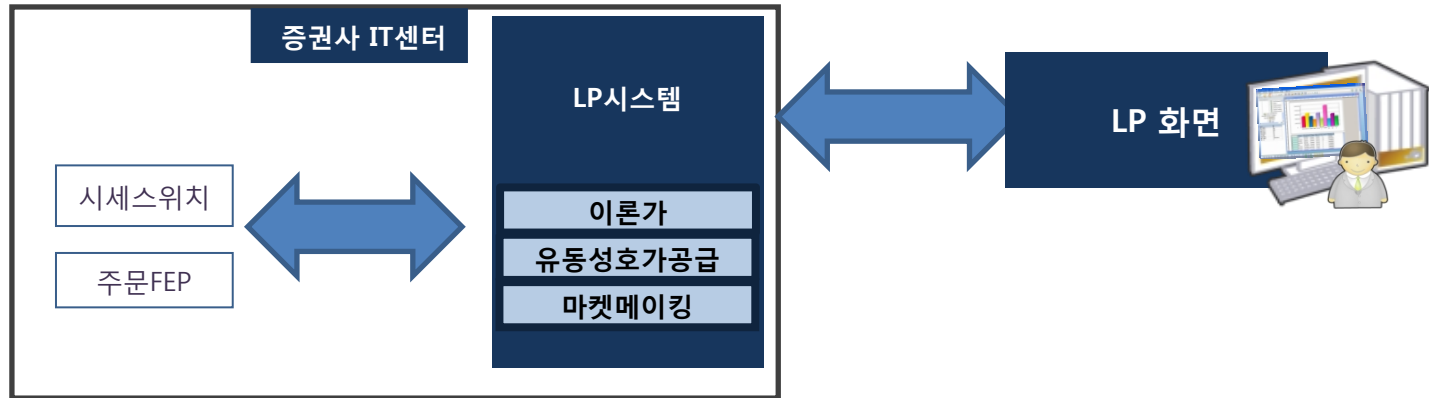 증권사 IT센터
LP시스템
LP 화면
시세스위치
주문FEP
이론가
유동성호가공급
마켓메이킹